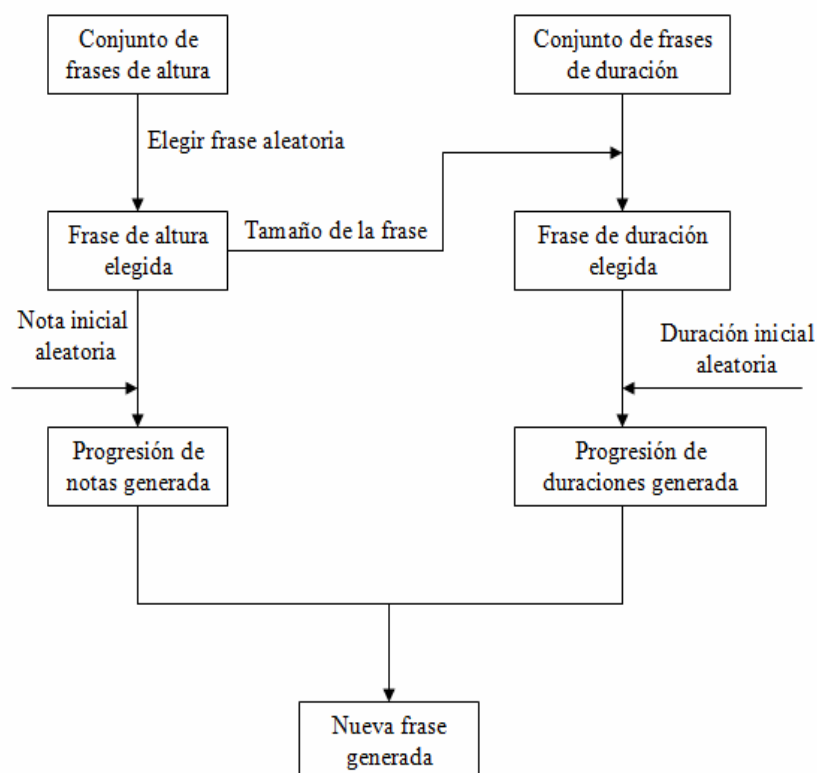 Conjunto de
frases de altura
Conjunto de frases
de duración
Elegir frase aleatoria
Frase de altura
elegida
Tamaño de la frase
Frase de duración
elegida
Nota inicial
aleatoria
Duración inicial
aleatoria
Progresión de
notas generada
Progresión de
duraciones generada
Nueva frase
generada